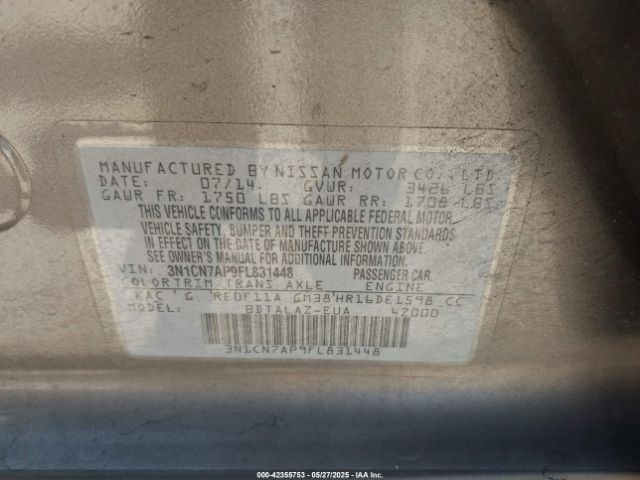 MANUFACTURED BY NISSAN MOTOR CO., LTD.
DATE: 07/14 GVWR: 3426 LBS
GAWR FR: 1750 LBS GAWR RR: 1708 LBS
THIS VEHICLE CONFORMS TO ALL APPLICABLE FEDERAL MOTOR
VEHICLE SAFETY, BUMPER AND THEFT PREVENTION STANDARDS
IN EFFECT ON THE DATE OF MANUFACTURE SHOWN ABOVE.
SEE OWNER'S MANUAL FOR ADDITIONAL INFORMATION.
VIN: 3N1CN7AP9FL831448 PASSENGER CAR.
COLOR TRIM TRANS AXLE ENGINE
KAC G RE0F11A GM38 HR16DE1598 CC
MODEL: BDTALAZ-EUA 42000
3N1CN7AP9FL831448
000-42355753 - 05/27/2025 - IAA Inc.